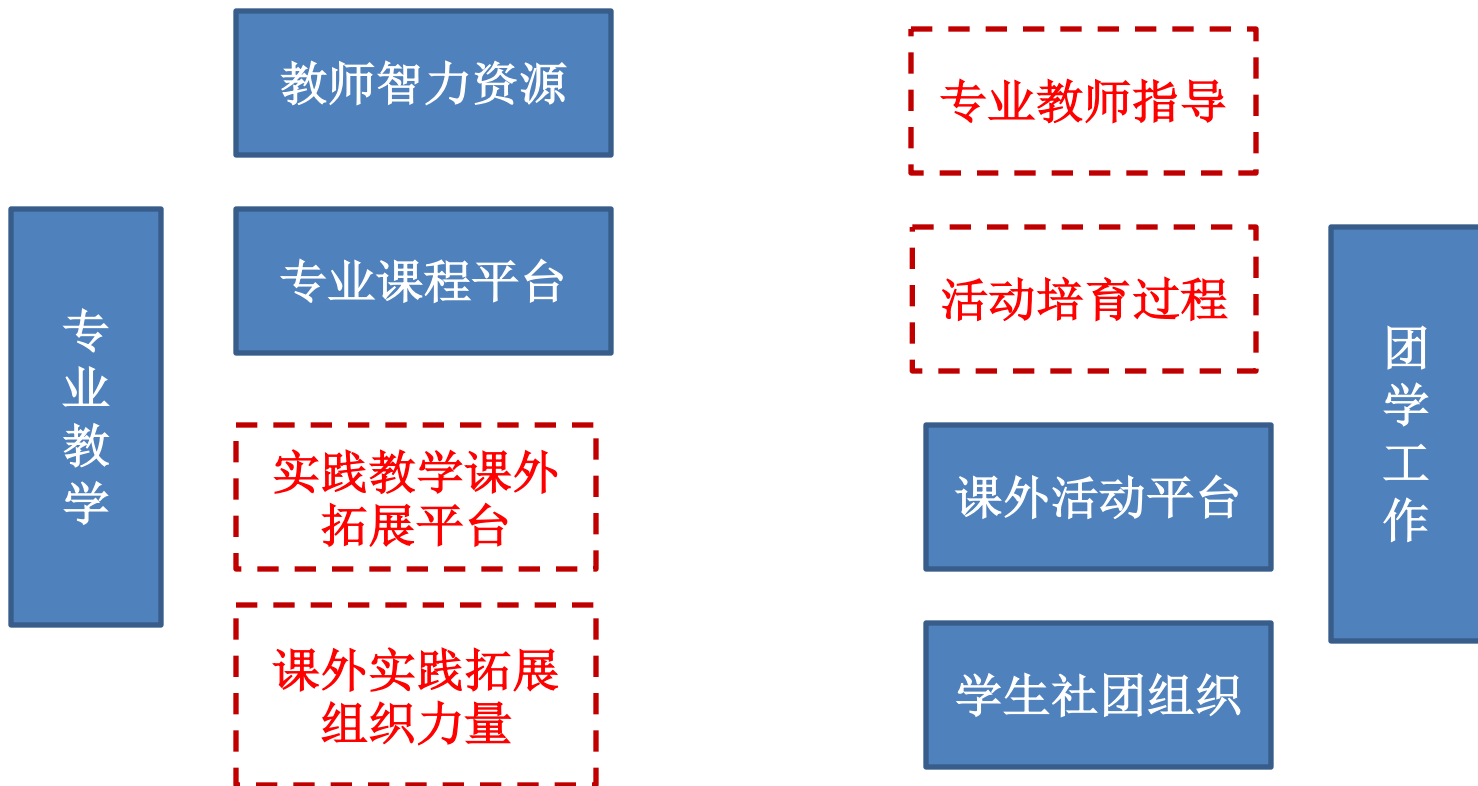 教师智力资源
专业教师指导
专业教学
专业课程平台
活动培育过程
团学工作
实践教学课外
拓展平台
课外活动平台
课外实践拓展
组织力量
学生社团组织